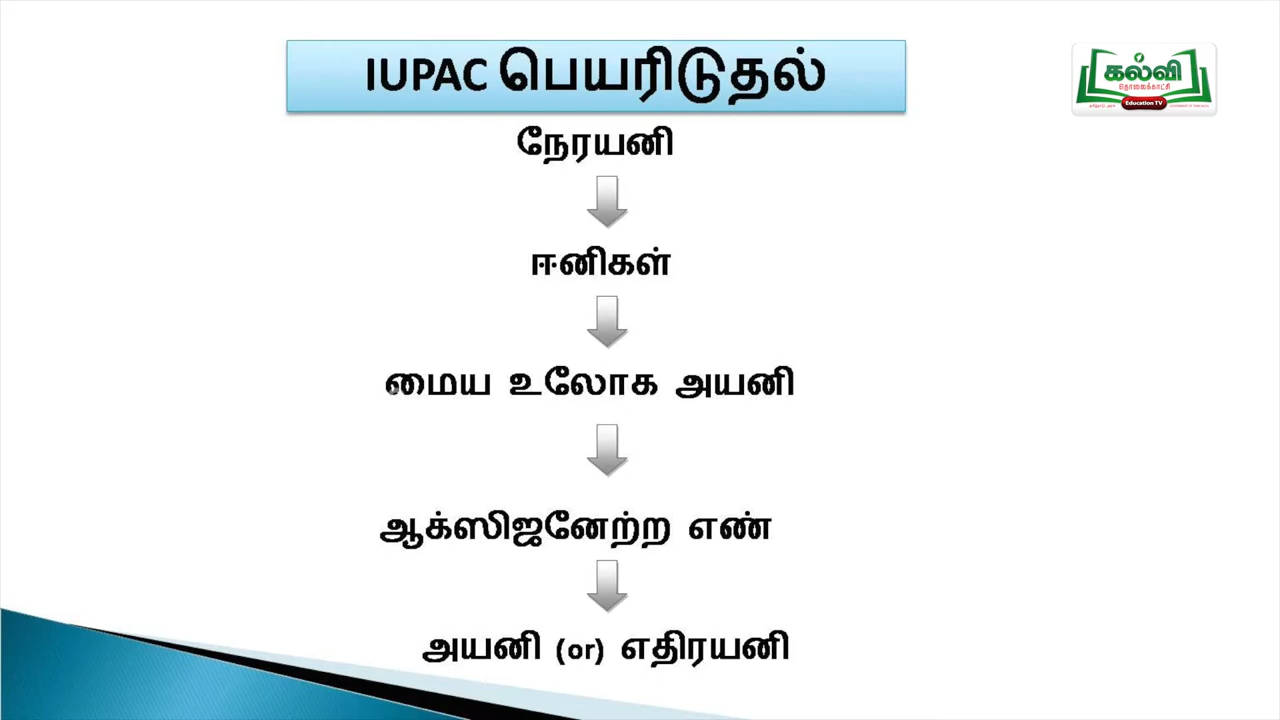 IUPAC பெயரிடுதல்
கல்வி
தொலைக்காட்சி
Education TV
நேரயனி
ஈனிகள்
மைய உலோக அயனி
ஆக்ஸிஜனேற்ற எண்
அயனி (or) எதிரயனி